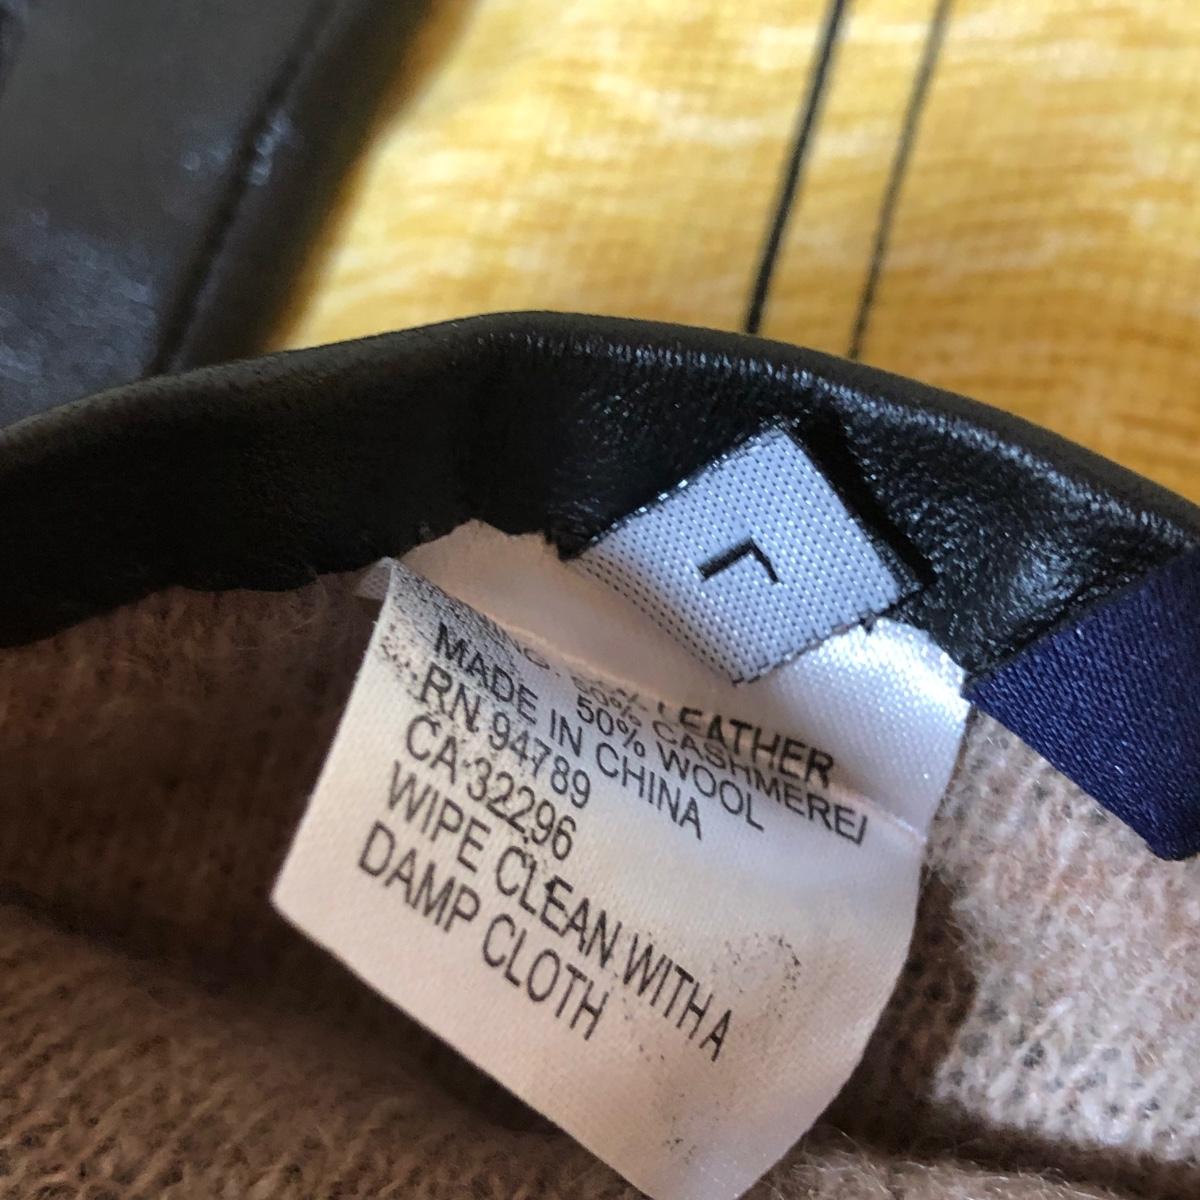 L
LEATHER
50% CASHMERE
50% WOOL
MADE IN CHINA
RN 94789
CA 32296
WIPE CLEAN WITH A
DAMP CLOTH